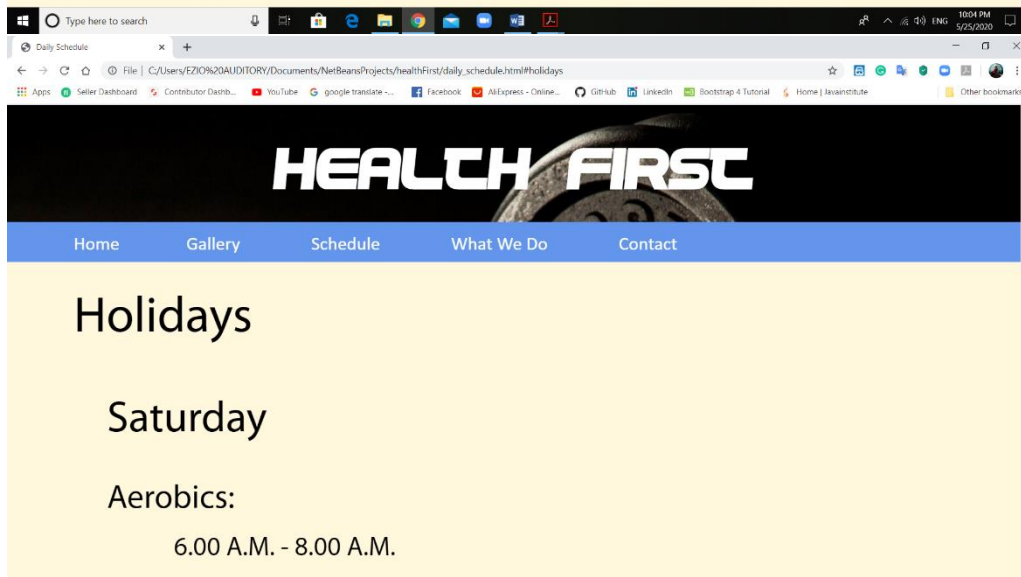 Type here to search
ENG
10:04 PM
5/25/2020
Daily Schedule
File | C:/Users/EZIO%20AUDITORY/Documents/NetBeansProjects/healthFirst/daily_schedule.html#holidays
Apps Seller Dashboard Contributor Dashb... YouTube google translate -... Facebook AliExpress - Online... GitHub LinkedIn Bootstrap 4 Tutorial Home | Javainstitute Other bookmarks
HEALTH FIRST
Home Gallery Schedule What We Do Contact
Holidays
Saturday
Aerobics:
6.00 A.M. - 8.00 A.M.